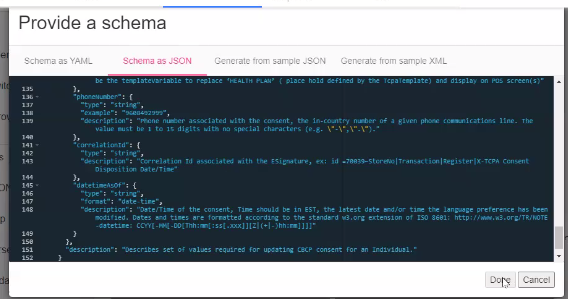 Provide a schema
Schema as YAML Schema as JSON Generate from sample JSON Generate from sample XML
be the templateVariable to replace 'HEALTH PLAN' ( place hold defined by the TcpaTemplate) and display on POS screen(s)"
135 },
136 "phoneNumber": {
137 "type": "string",
138 "example": "9600492999",
139 "description": "Phone number associated with the consent, the in-country number of a given phone communications line. The
value must be 1 to 15 digits with no special characters (e.g. \"-\",\".\")."
140 },
141 "correlationId": {
142 "type": "string",
143 "description": "Correlation Id associated with the ESignature, ex: id =20039-StoreNo|Transaction|Register|X-TCPA Consent
Disposition Date/Time"
144 },
145 "datetimeAsOf": {
146 "type": "string",
147 "format": "date-time",
148 "description": "Date/Time of the consent, Time should be in EST, the latest date and/or time the language preference has been
modified. Dates and times are formatted according to the standard w3.org extension of ISO 8601: http://www.w3.org/TR/NOTE
-datetime: CCYY[-MM[-DD[Thh:mm[:ss[.xxx]][Z|(+|-)hh:mm]]]]"
149 }
150 },
151 "description": "Describes set of values required for updating CBCP consent for an Individual."
152 }
Done Cancel